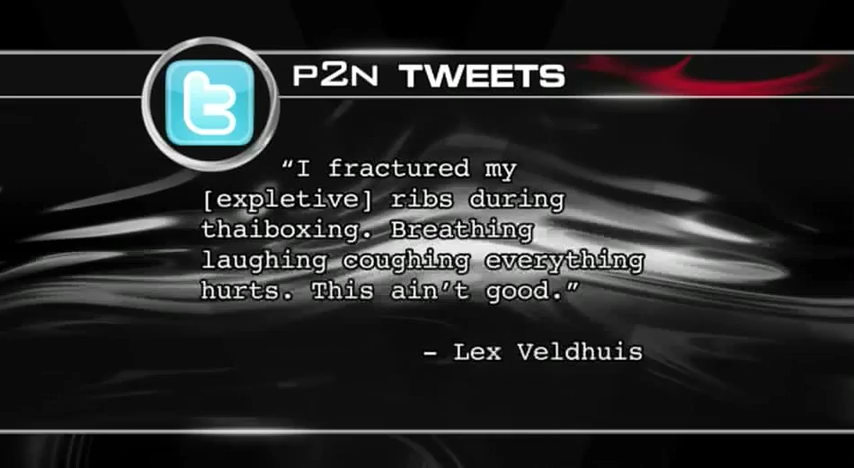 P2N TWEETS
“I fractured my
[expletive] ribs during
thaiboxing. Breathing
laughing coughing everything
hurts. This ain’t good.”
– Lex Veldhuis